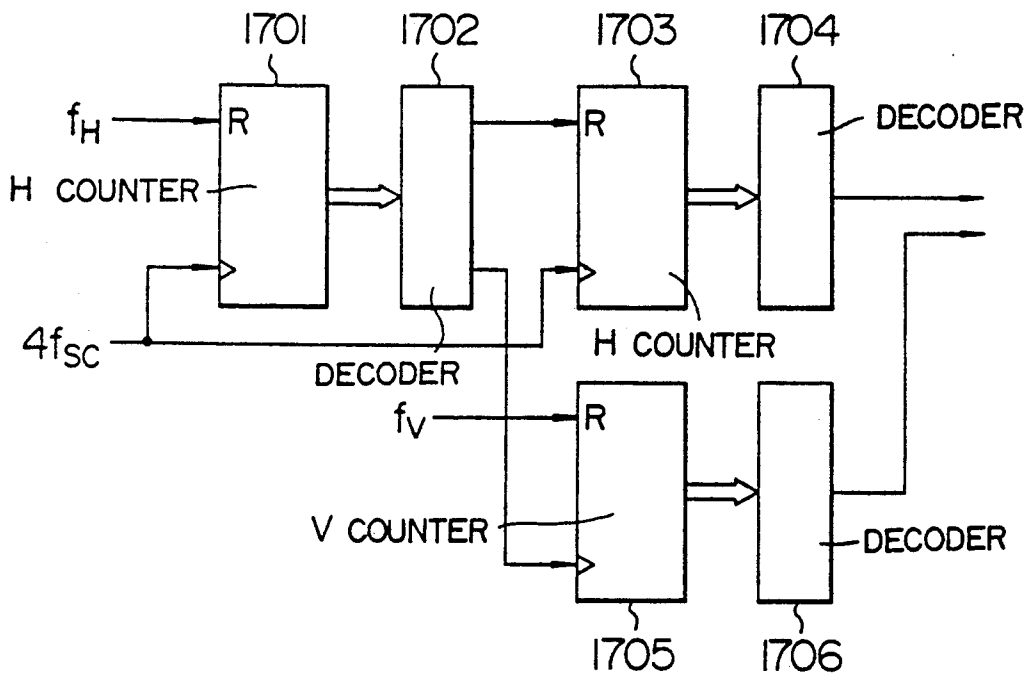 1701
1702
1703
1704
fH
R
R
DECODER
H COUNTER
4fSC
H COUNTER
DECODER
fV
R
V COUNTER
DECODER
1705
1706